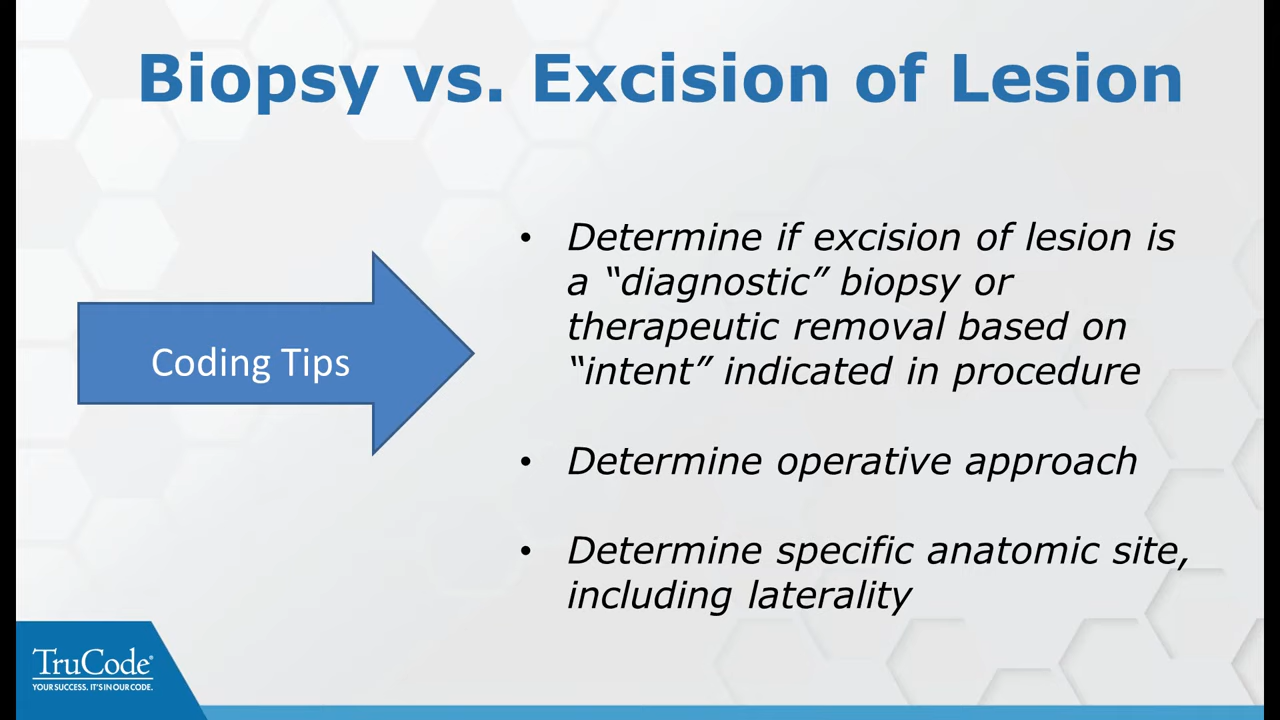 Biopsy vs. Excision of Lesion
Coding Tips
• Determine if excision of lesion is
a “diagnostic” biopsy or
therapeutic removal based on
“intent” indicated in procedure
• Determine operative approach
• Determine specific anatomic site,
including laterality
TruCode®
YOUR SUCCESS. IT'S IN OUR CODE.